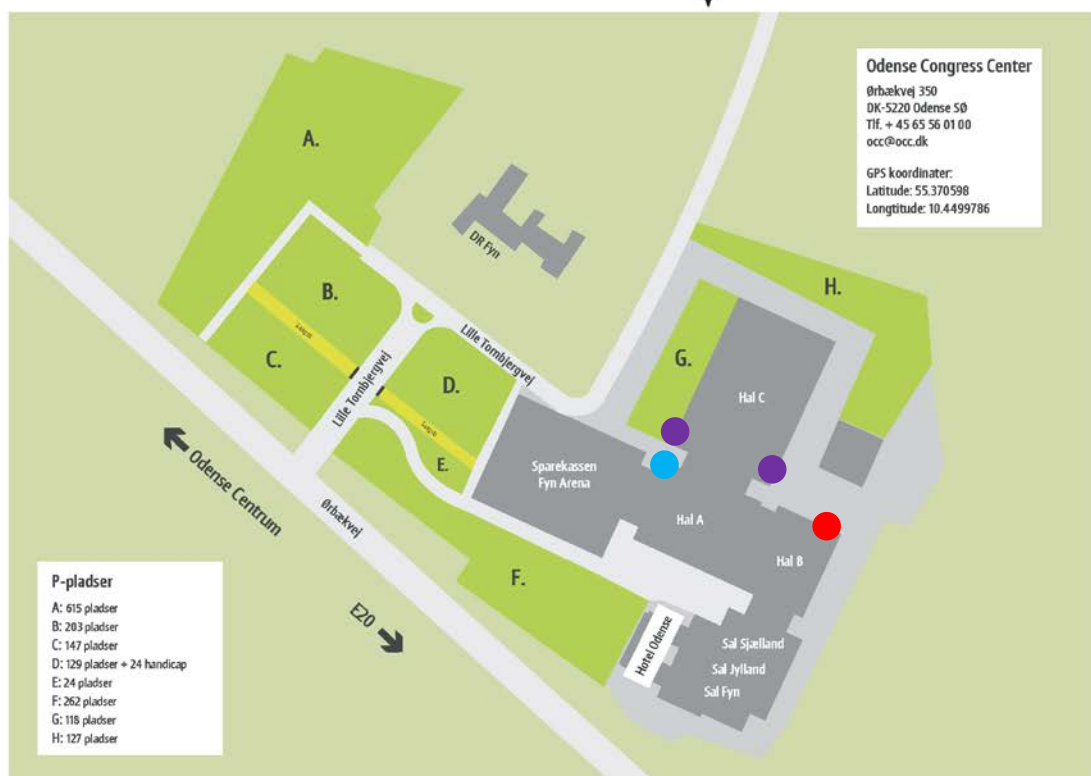 Odense Congress Center
Ørbækvej 350
DK-5220 Odense SØ
Tlf. + 45 65 56 01 00
occ@occ.dk
GPS koordinater:
Latitude: 55.370598
Longtitude: 10.4499786
A.
DR Fyn
H.
B.
Lille Tornbjergvej
G.
C.
Lille Tornbjergvej
D.
Hal C
E.
Sparekassen
Fyn Arena
Odense Centrum
Ørbækvej
Hal A
Hal B
F.
E20
Hotel Odense
Sal Sjælland
Sal Jylland
Sal Fyn
P-pladser
A: 615 pladser
B: 203 pladser
C: 147 pladser
D: 129 pladser + 24 handicap
E: 24 pladser
F: 262 pladser
G: 118 pladser
H: 127 pladser